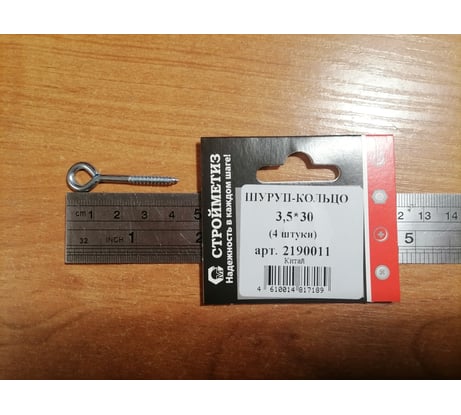 СТРОЙМЕТИЗ
Надежность в каждом шаге!
ШУРУП-КОЛЬЦО
3,5*30
(4 штуки)
арт. 2190011
Китай
4 610014 817189
cm 1 2 3 4 5 13 14
32 INCH 1 5